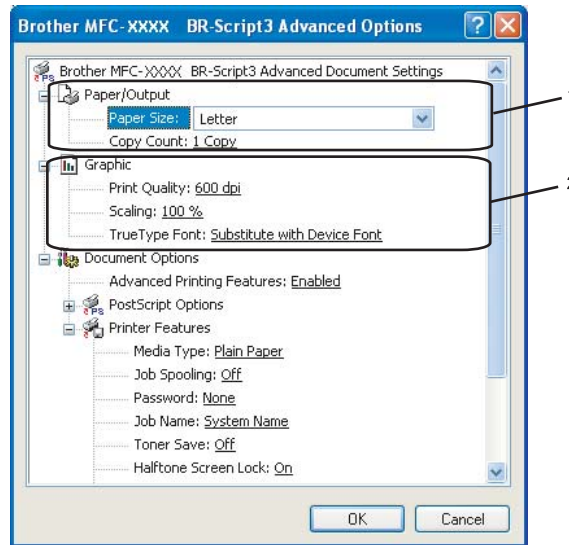 Brother MFC-XXXX BR-Script3 Advanced Options
Brother MFC-XXXX BR-Script3 Advanced Document Settings
Paper/Output
Paper Size: Letter
Copy Count: 1 Copy
Graphic
Print Quality: 600 dpi
Scaling: 100 %
TrueType Font: Substitute with Device Font
Document Options
Advanced Printing Features: Enabled
PostScript Options
Printer Features
Media Type: Plain Paper
Job Spooling: Off
Password: None
Job Name: System Name
Toner Save: Off
Halftone Screen Lock: On
OK Cancel